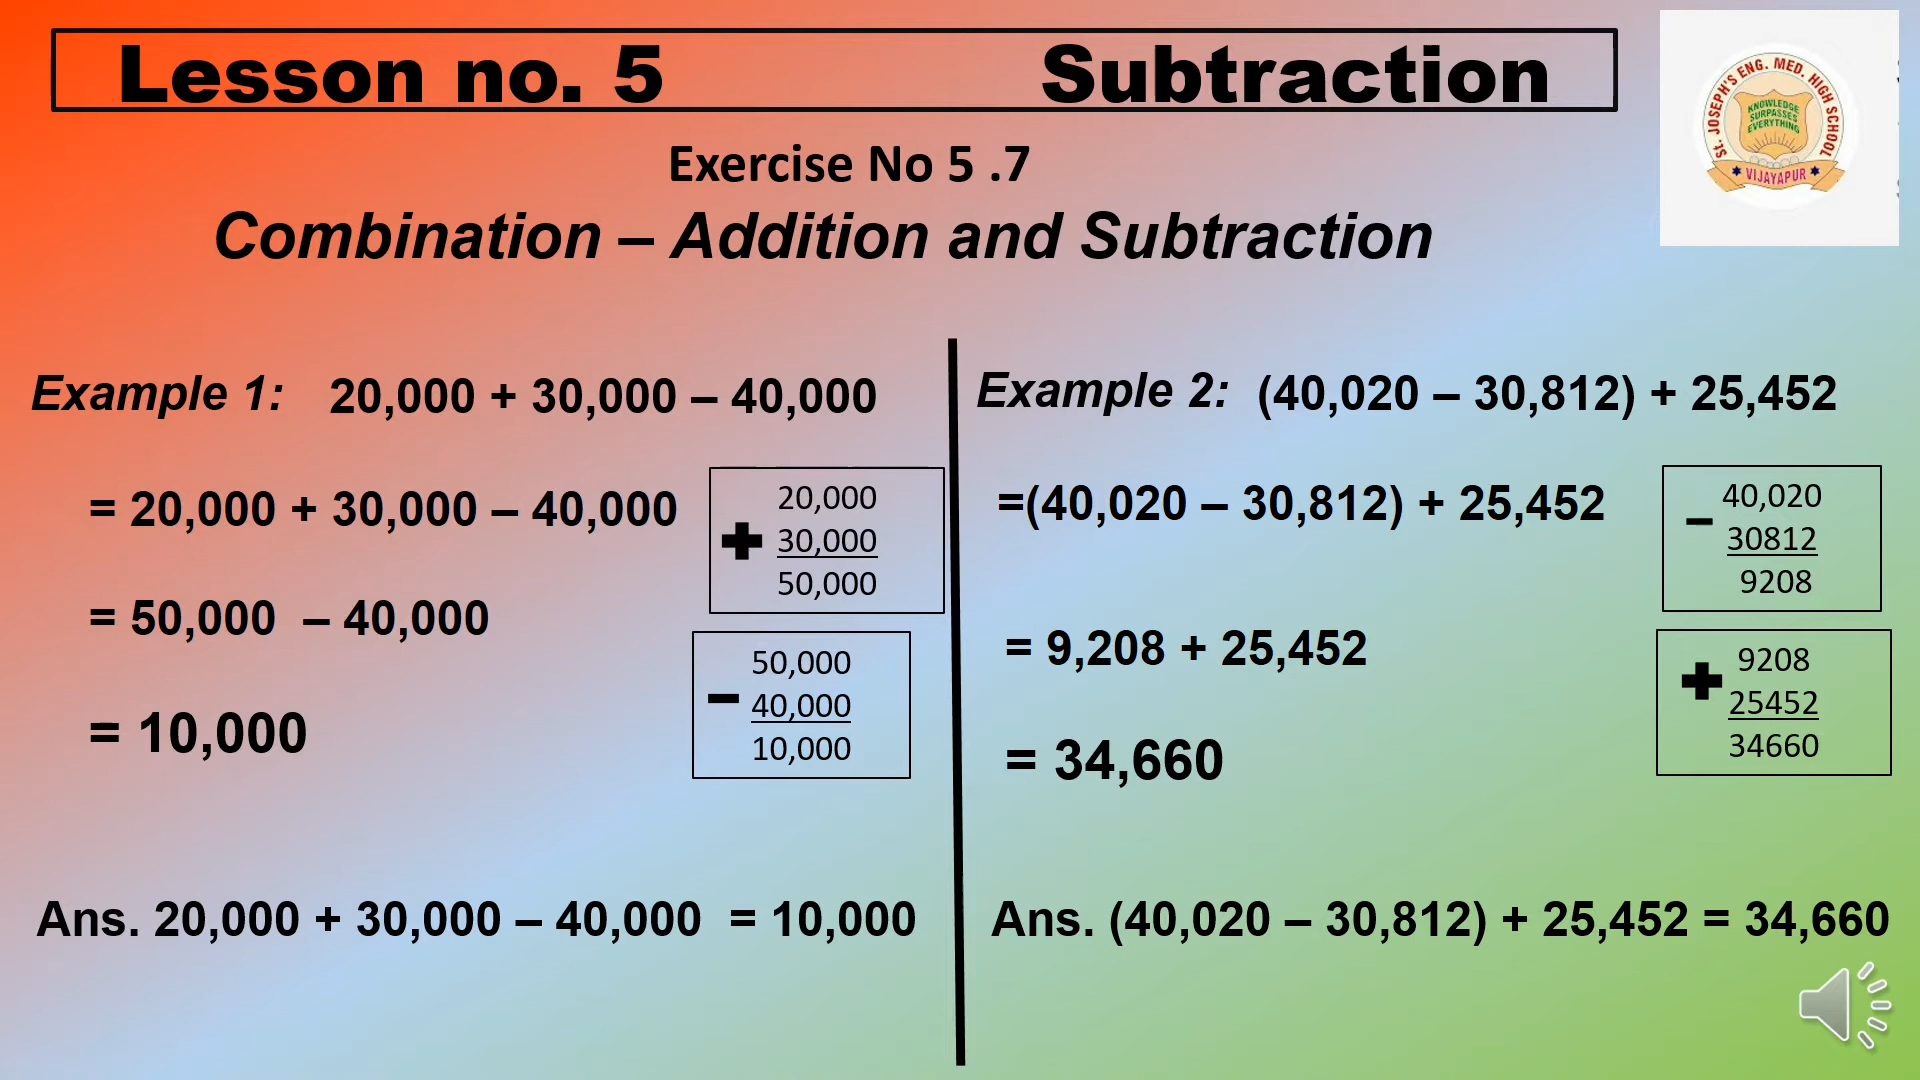 Lesson no. 5 Subtraction
St. JOSEPH'S ENG. MED. HIGH SCHOOL
KNOWLEDGE
SURPASSES
EVERYTHING
VIJAYAPUR
Exercise No 5 .7
Combination – Addition and Subtraction
Example 1: 20,000 + 30,000 – 40,000
= 20,000 + 30,000 – 40,000
20,000
+ 30,000
50,000
= 50,000 – 40,000
50,000
– 40,000
10,000
= 10,000
Ans. 20,000 + 30,000 – 40,000 = 10,000
Example 2: (40,020 – 30,812) + 25,452
=(40,020 – 30,812) + 25,452
40,020
– 30812
9208
= 9,208 + 25,452
9208
+ 25452
34660
= 34,660
Ans. (40,020 – 30,812) + 25,452 = 34,660